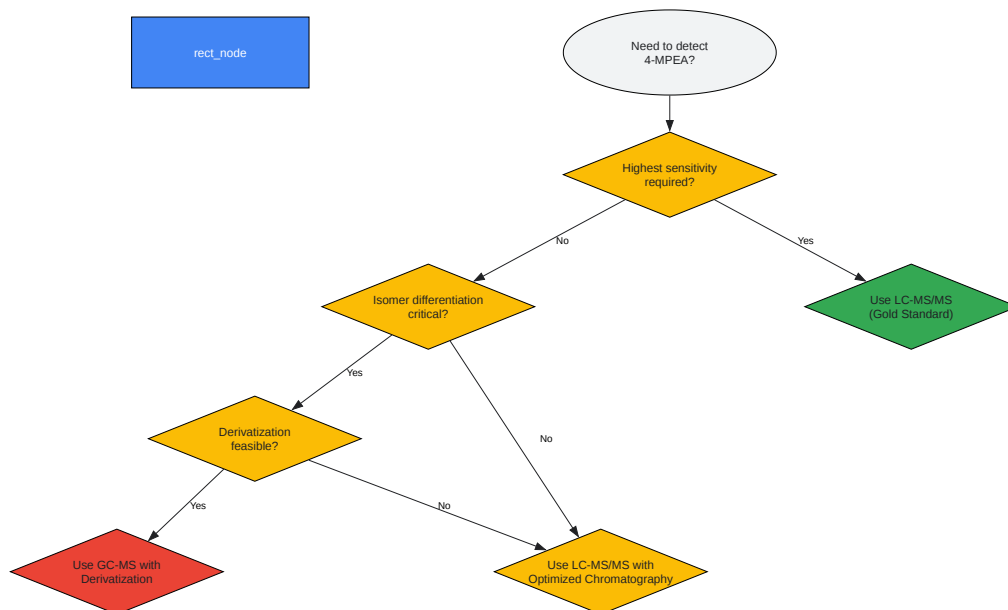 rect_node
Need to detect
4-MPEA?
Highest sensitivity
required?
No
Yes
Isomer differentiation
critical?
Use LC-MS/MS
(Gold Standard)
Yes
No
Derivatization
feasible?
Yes
No
Use GC-MS with
Derivatization
Use LC-MS/MS with
Optimized Chromatography